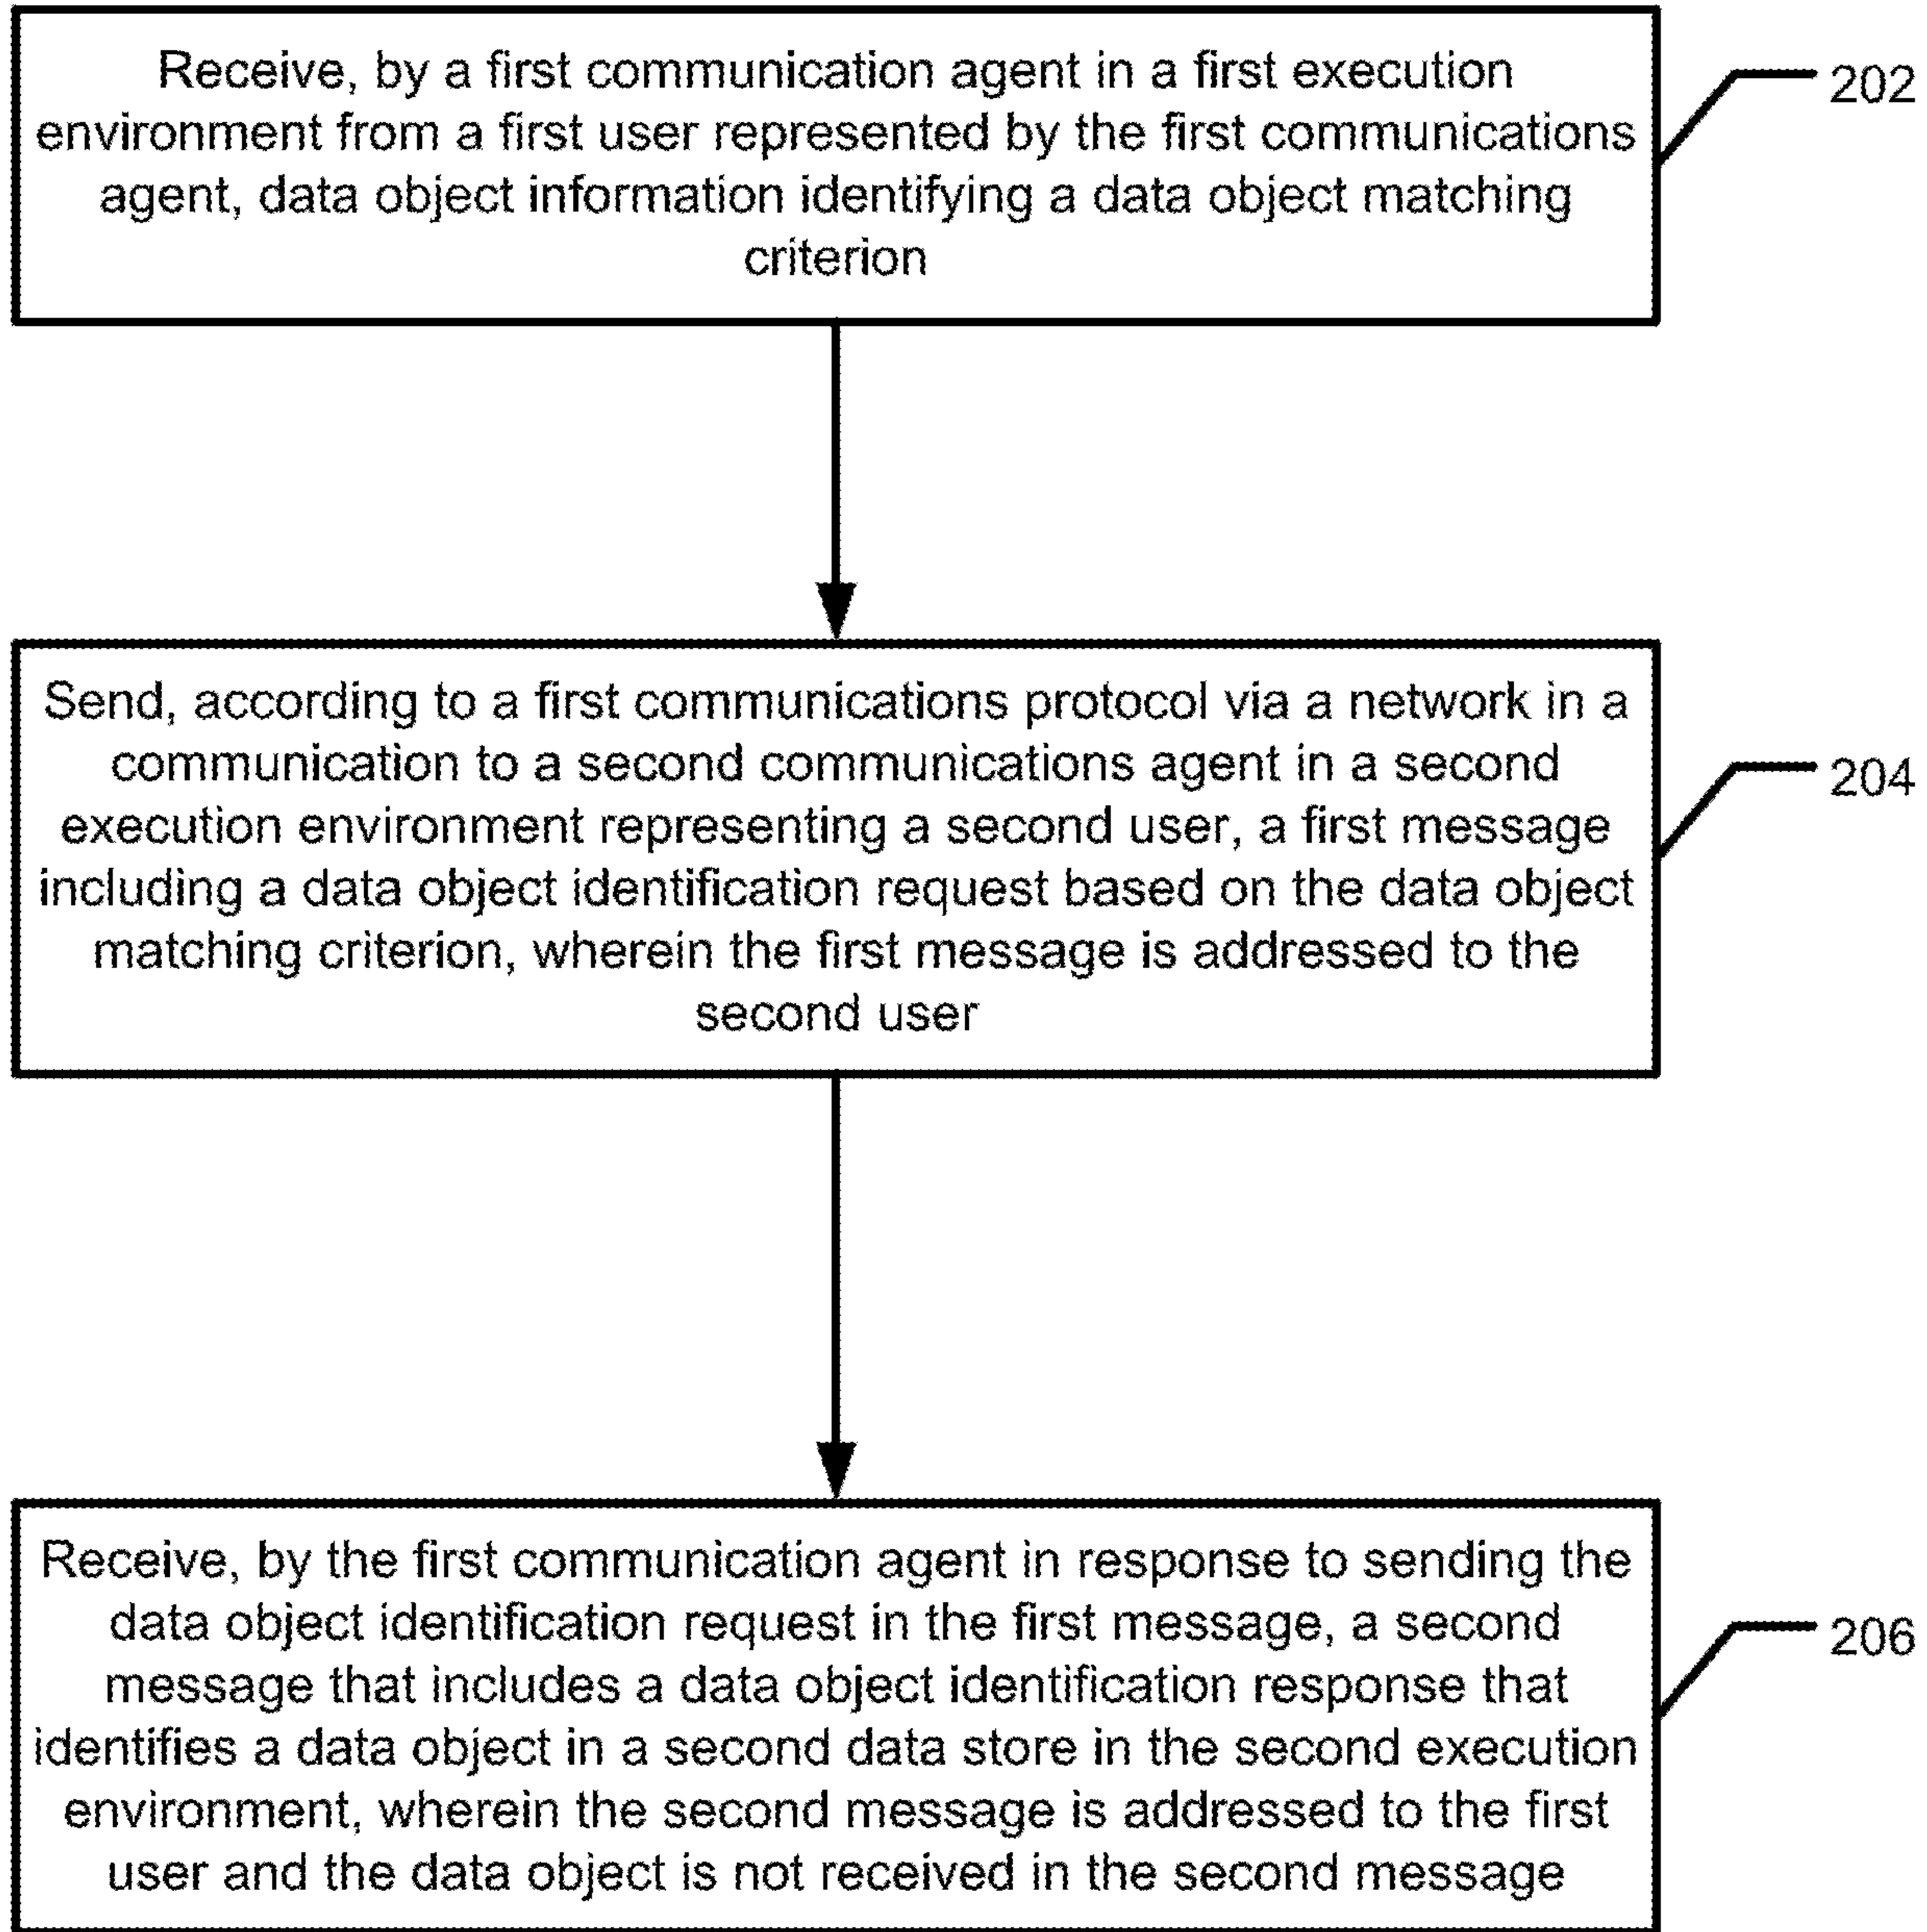 Receive, by a first communication agent in a first execution
environment from a first user represented by the first communications
agent, data object information identifying a data object matching
criterion
202
Send, according to a first communications protocol via a network in a
communication to a second communications agent in a second
execution environment representing a second user, a first message
including a data object identification request based on the data object
matching criterion, wherein the first message is addressed to the
second user
204
Receive, by the first communication agent in response to sending the
data object identification request in the first message, a second
message that includes a data object identification response that
identifies a data object in a second data store in the second execution
environment, wherein the second message is addressed to the first
user and the data object is not received in the second message
206